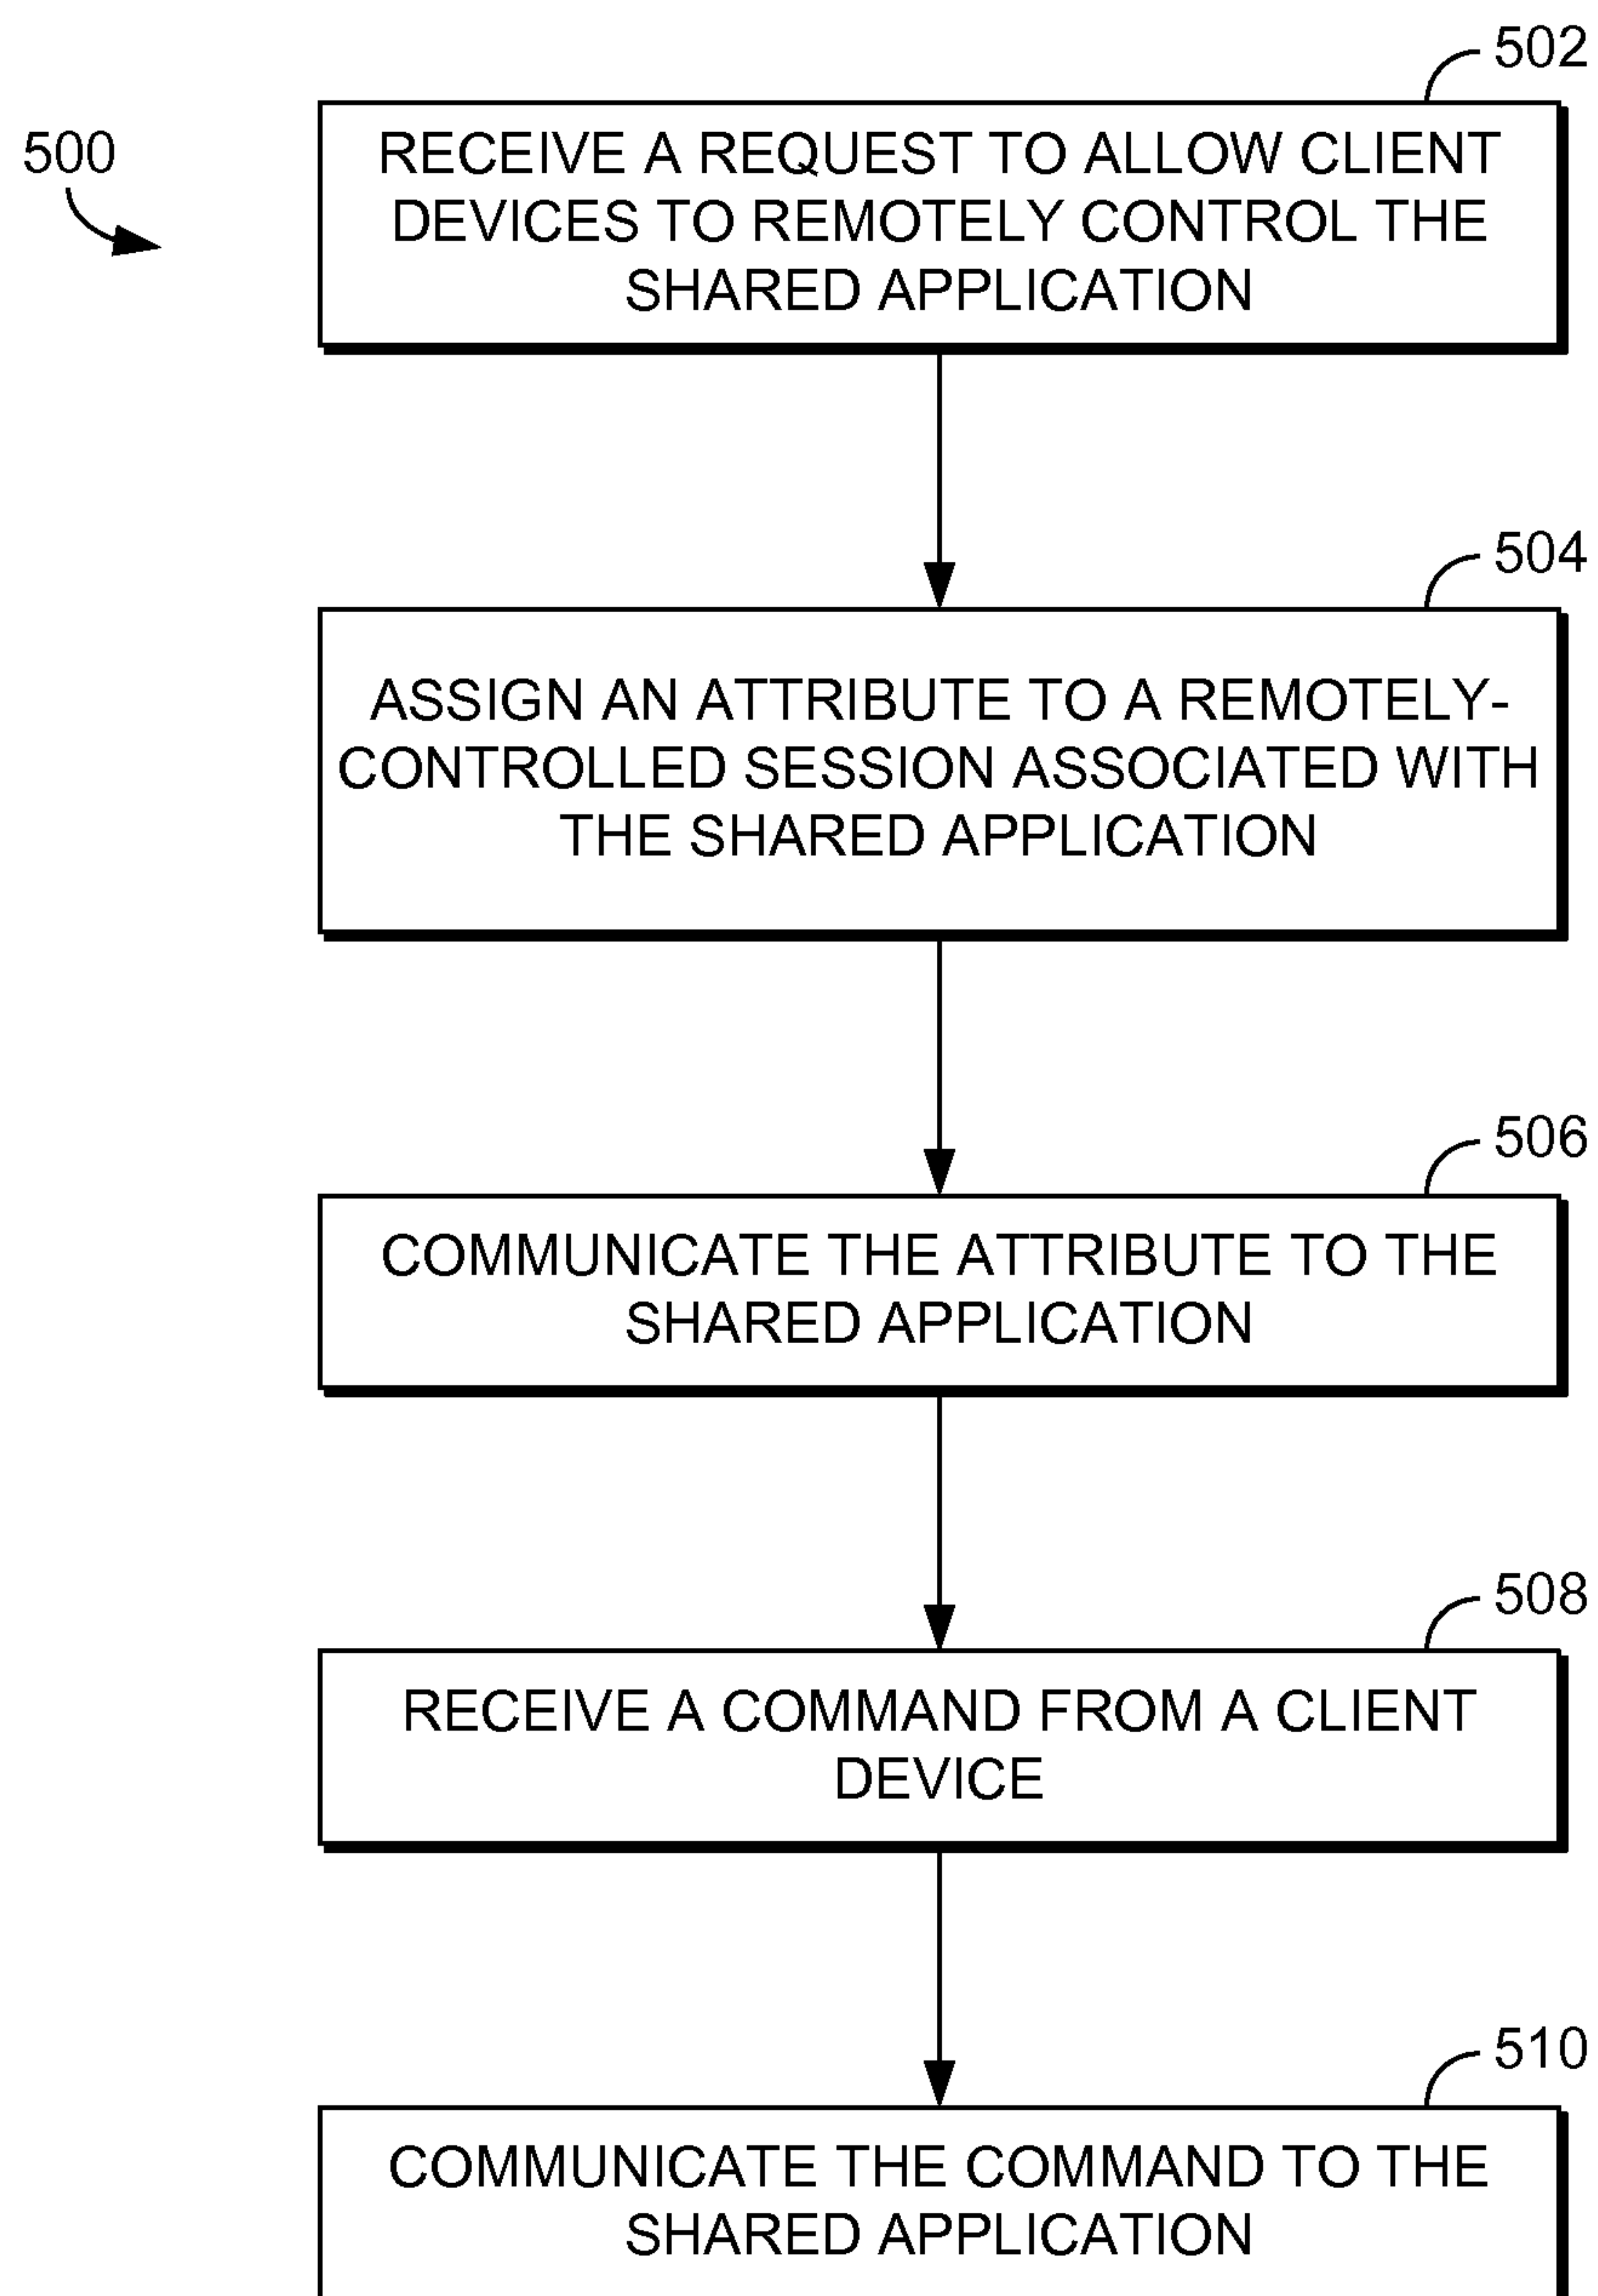 502
500
RECEIVE A REQUEST TO ALLOW CLIENT
DEVICES TO REMOTELY CONTROL THE
SHARED APPLICATION
504
ASSIGN AN ATTRIBUTE TO A REMOTELY-
CONTROLLED SESSION ASSOCIATED WITH
THE SHARED APPLICATION
506
COMMUNICATE THE ATTRIBUTE TO THE
SHARED APPLICATION
508
RECEIVE A COMMAND FROM A CLIENT
DEVICE
510
COMMUNICATE THE COMMAND TO THE
SHARED APPLICATION